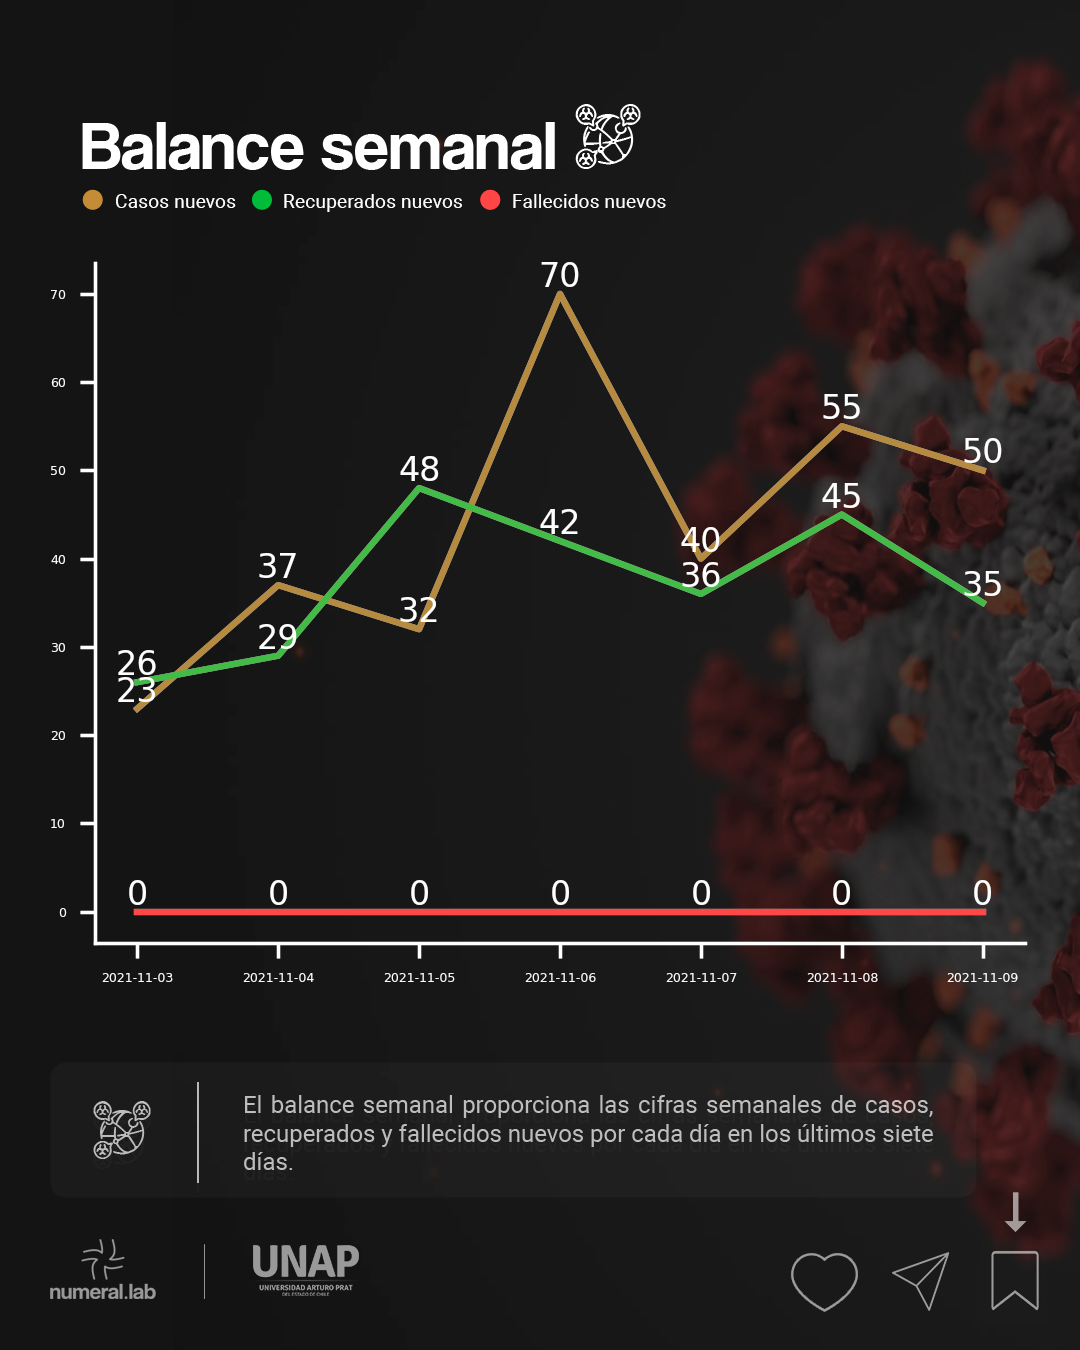 Balance semanal
Casos nuevos Recuperados nuevos Fallecidos nuevos
70
70
60
55
50
50
48
45
42
40
40
37
36
35
32
30
29
26
23
20
10
0 0 0 0 0 0 0
0
2021-11-03 2021-11-04 2021-11-05 2021-11-06 2021-11-07 2021-11-08 2021-11-09
El balance semanal proporciona las cifras semanales de casos,
recuperados y fallecidos nuevos por cada día en los últimos siete
días.
numeral.lab
UNAP
UNIVERSIDAD ARTURO PRAT
DEL ESTADO DE CHILE